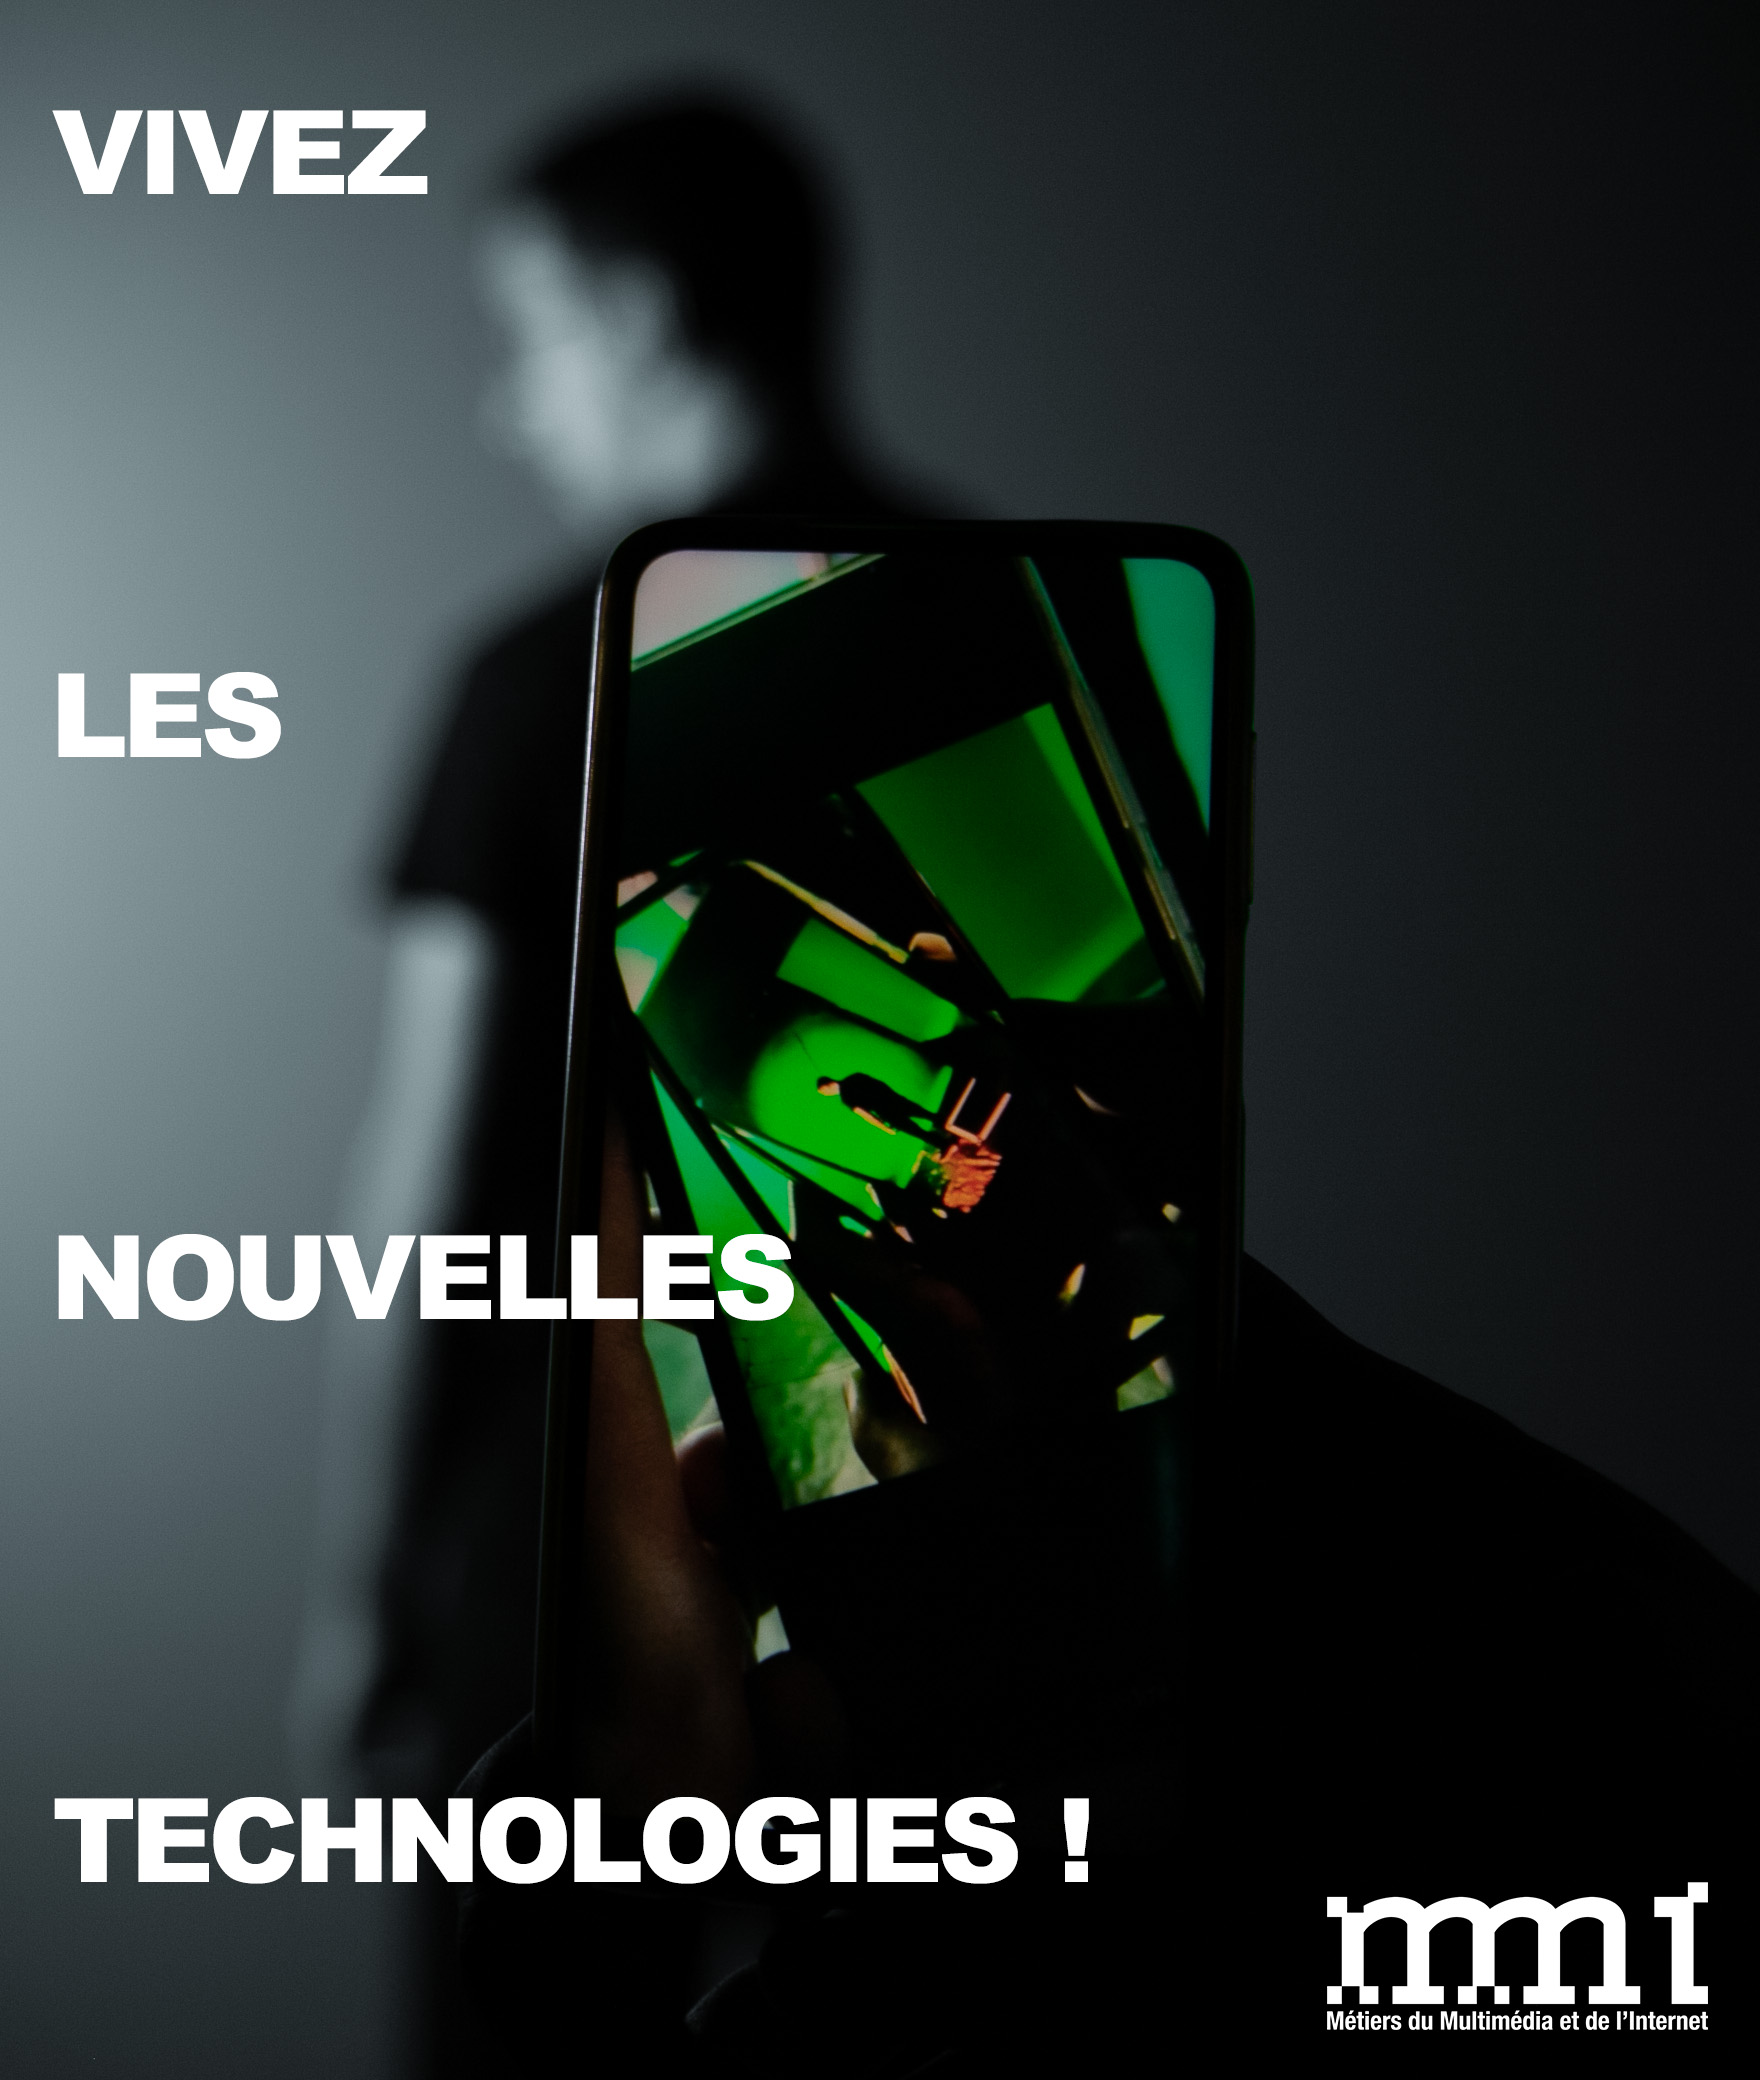 VIVEZ
LES
NOUVELLES
TECHNOLOGIES !
mmi
Métiers du Multimédia et de l'Internet